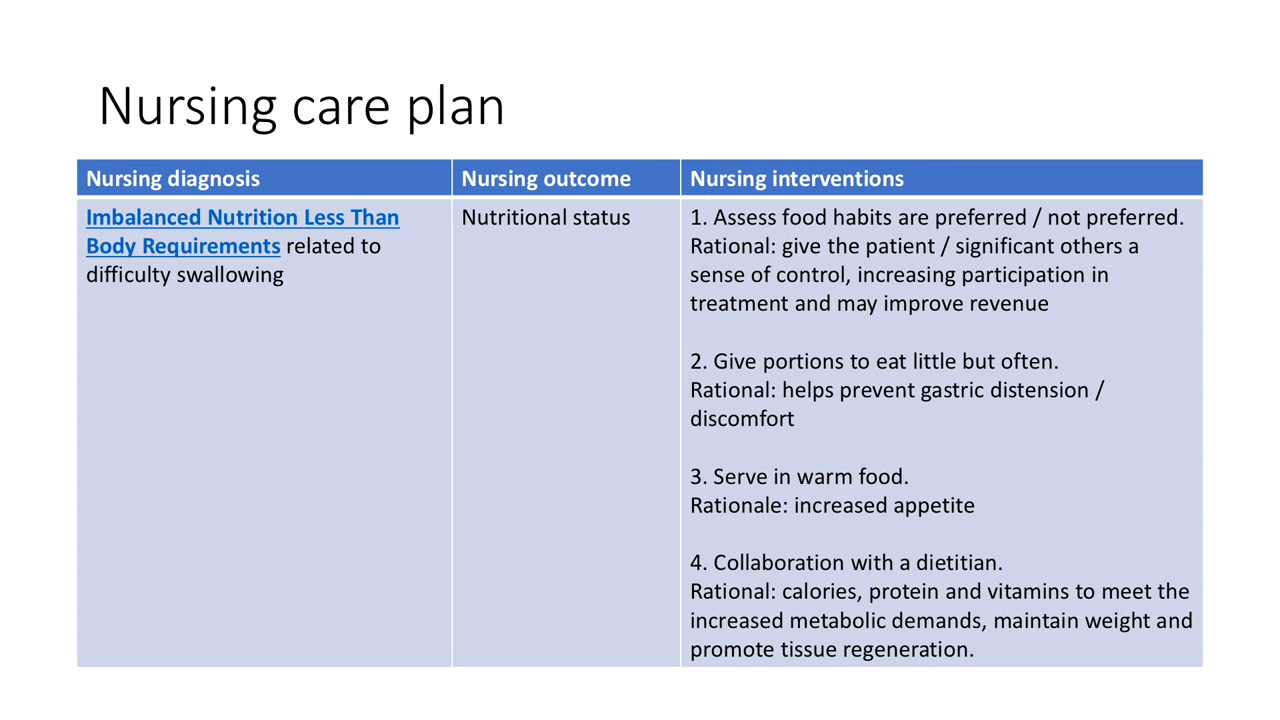 Nursing care plan
Nursing diagnosis
Nursing outcome
Nursing interventions
Imbalanced Nutrition Less Than
Body Requirements related to
difficulty swallowing
Nutritional status
1. Assess food habits are preferred / not preferred.
Rational: give the patient / significant others a
sense of control, increasing participation in
treatment and may improve revenue
2. Give portions to eat little but often.
Rational: helps prevent gastric distension /
discomfort
3. Serve in warm food.
Rationale: increased appetite
4. Collaboration with a dietitian.
Rational: calories, protein and vitamins to meet the
increased metabolic demands, maintain weight and
promote tissue regeneration.